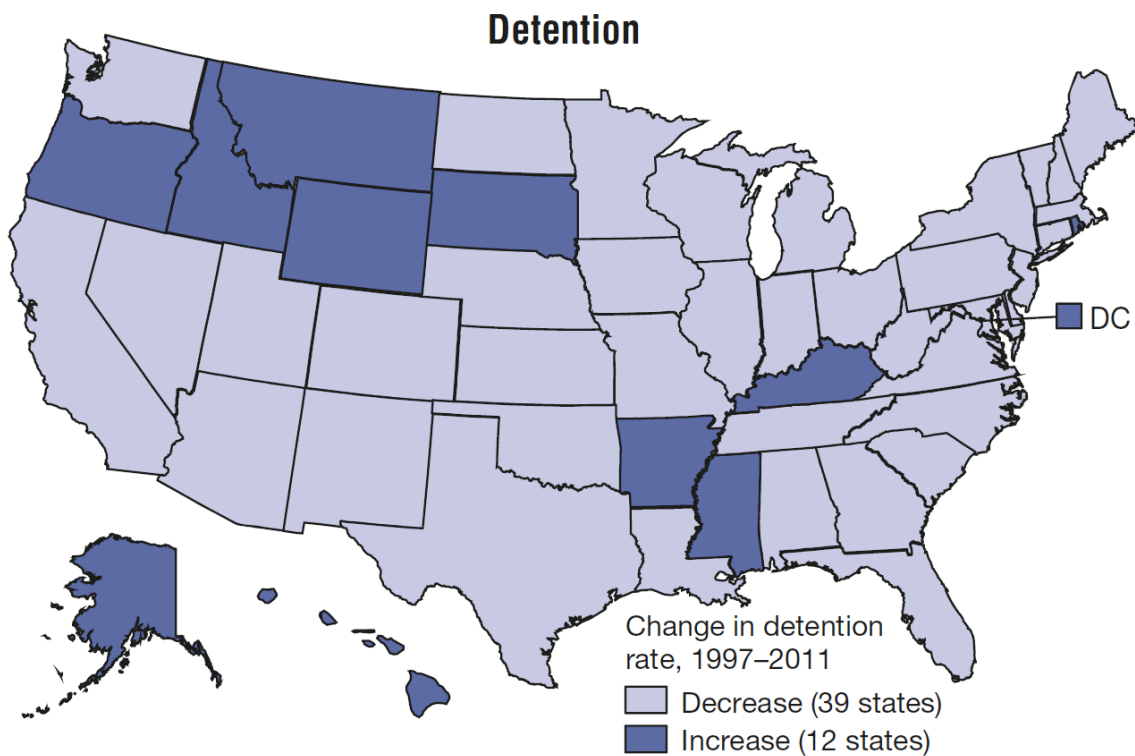 Detention
DC
Change in detention
rate, 1997–2011
Decrease (39 states)
Increase (12 states)